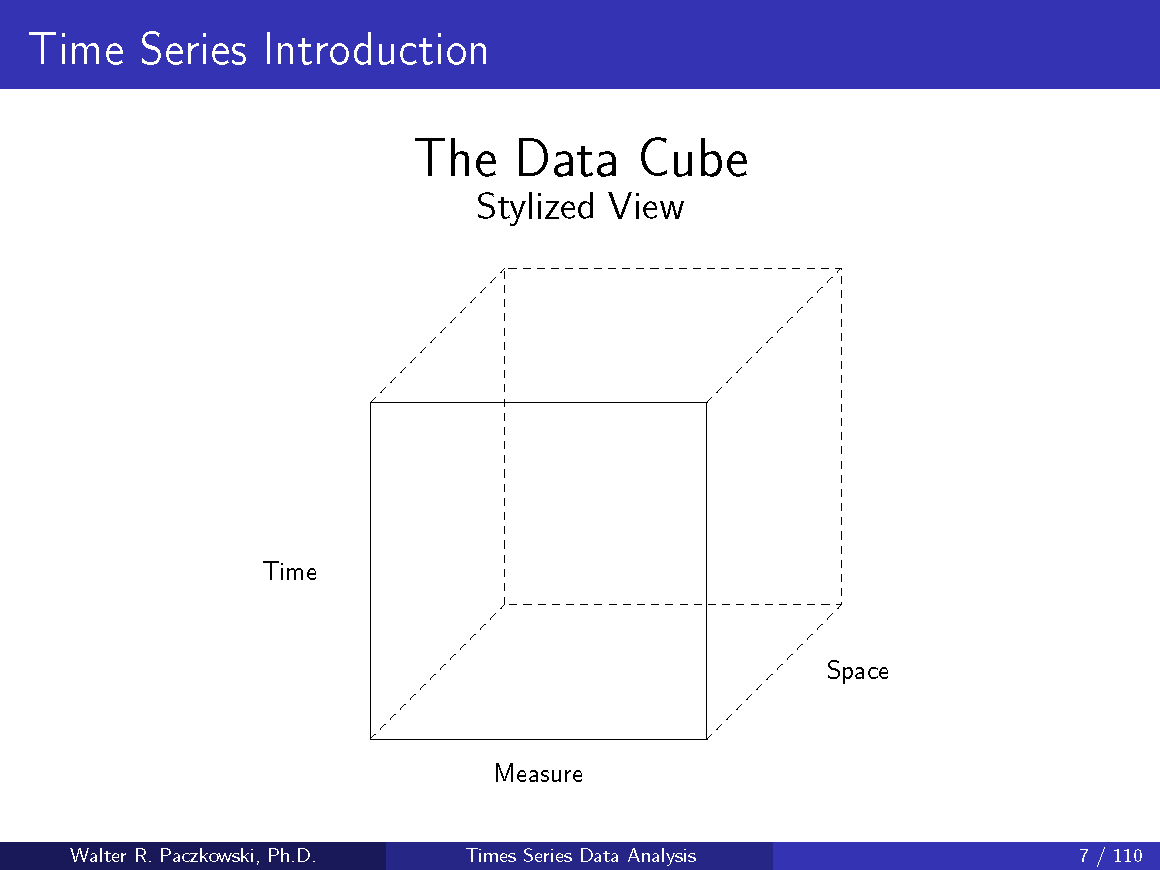 Time Series Introduction
The Data Cube
Stylized View
Time
Space
Measure
Walter R. Paczkowski, Ph.D.
Times Series Data Analysis
7 / 110